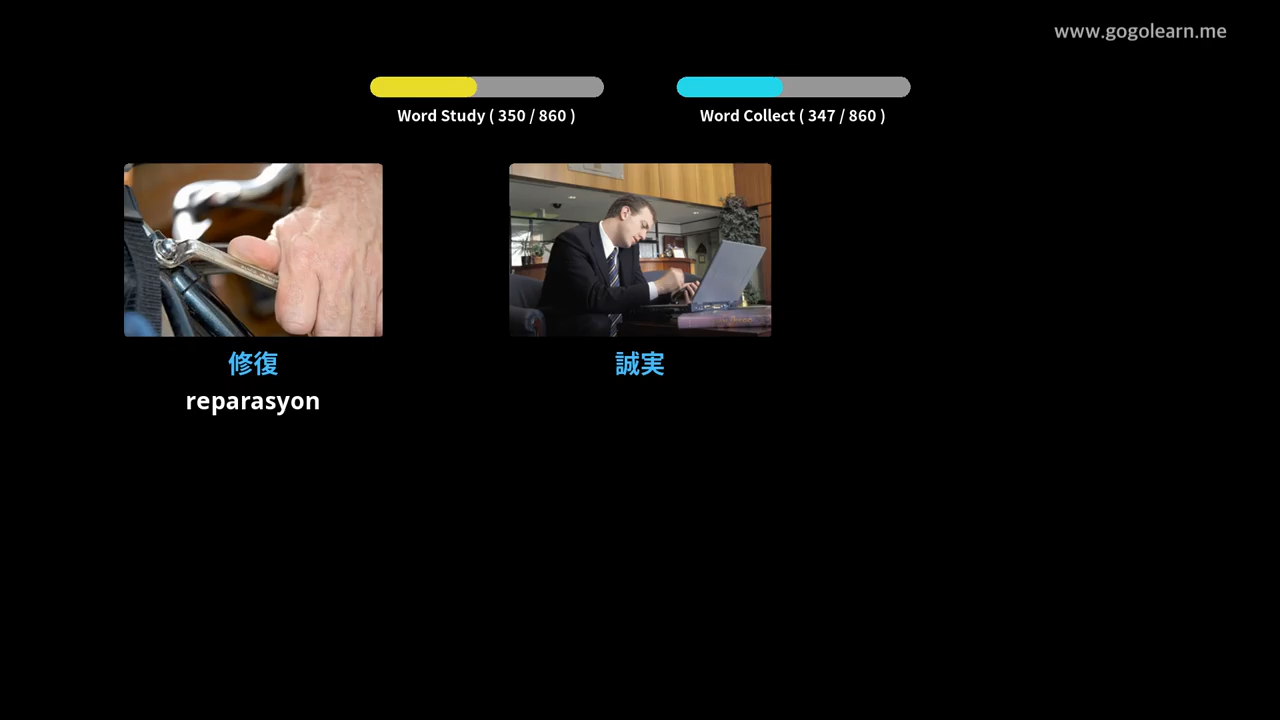 www.gogolearn.me
Word Study ( 350 / 860 )
Word Collect ( 347 / 860 )
修復
reparasyon
誠実